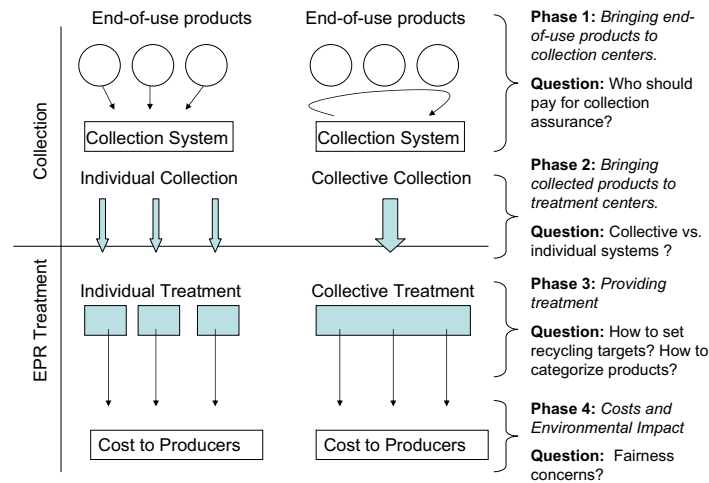 End-of-use products
End-of-use products
Collection
Collection System
Collection System
Individual Collection
Collective Collection
EPR Treatment
Individual Treatment
Collective Treatment
Cost to Producers
Cost to Producers
Phase 1: Bringing end-
of-use products to
collection centers.
Question: Who should
pay for collection
assurance?
Phase 2: Bringing
collected products to
treatment centers.
Question: Collective vs.
individual systems ?
Phase 3: Providing
treatment
Question: How to set
recycling targets? How to
categorize products?
Phase 4: Costs and
Environmental Impact
Question: Fairness
concerns?